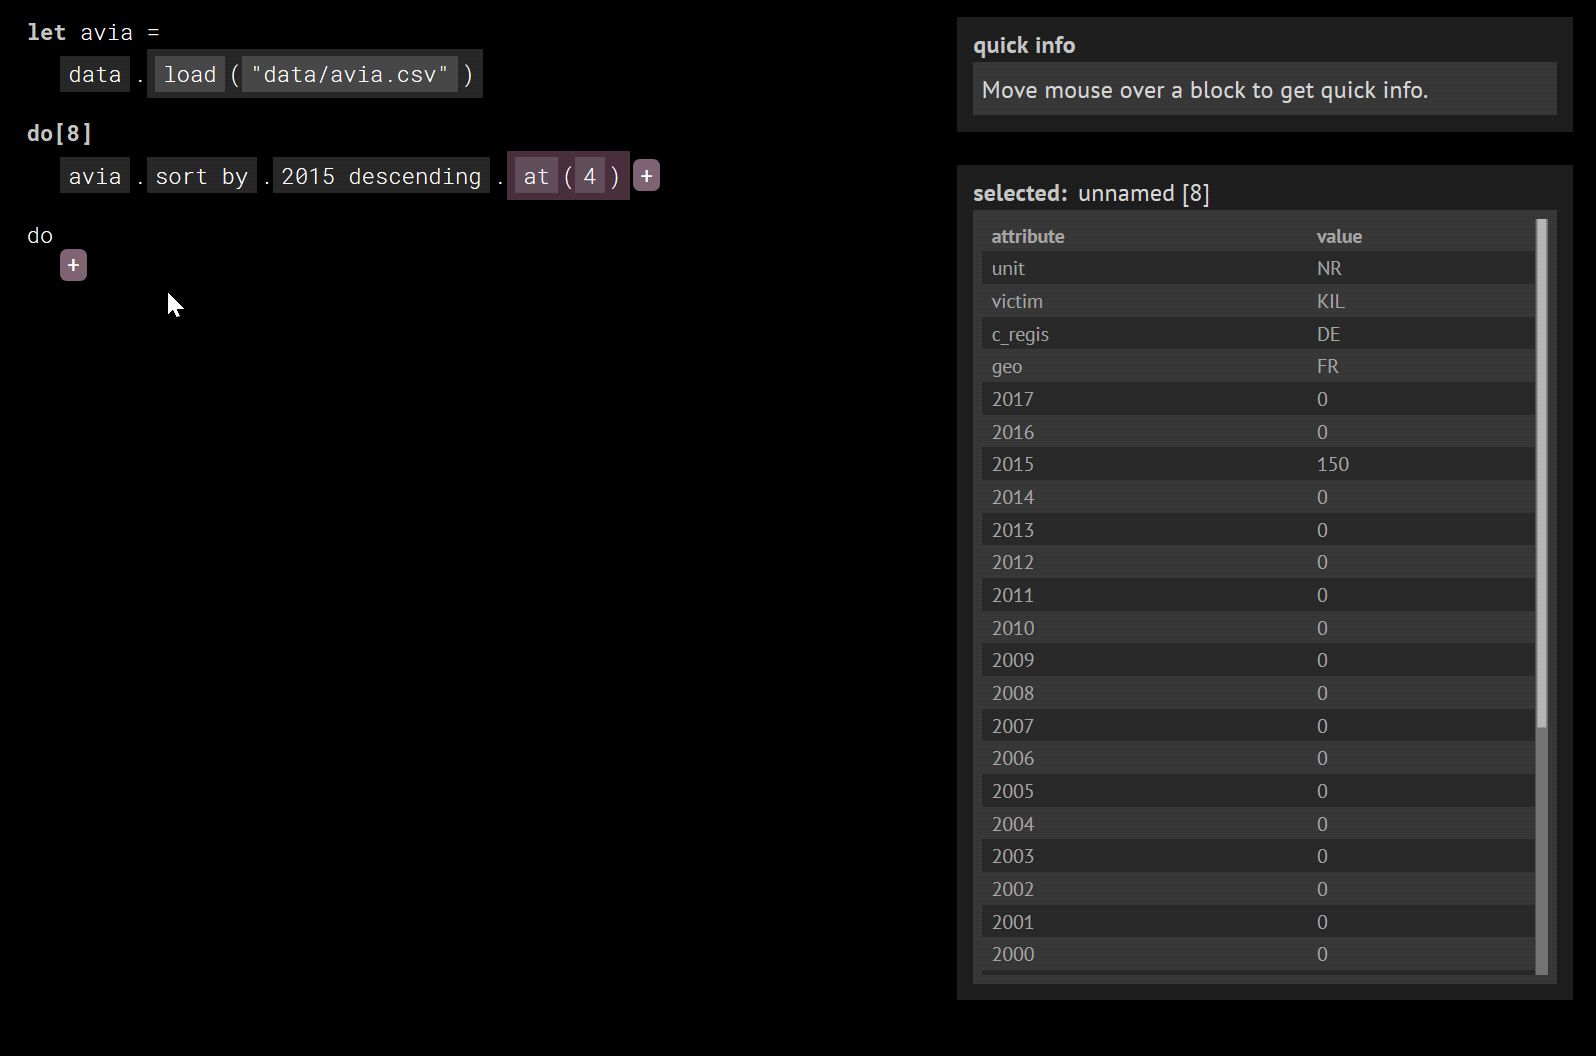 let avia =
data . load ( "data/avia.csv" )
do[8]
avia . sort by . 2015 descending . at ( 4 ) +
do
+
quick info
Move mouse over a block to get quick info.
selected: unnamed [8]
attribute value
unit NR
victim KIL
c_regis DE
geo FR
2017 0
2016 0
2015 150
2014 0
2013 0
2012 0
2011 0
2010 0
2009 0
2008 0
2007 0
2006 0
2005 0
2004 0
2003 0
2002 0
2001 0
2000 0